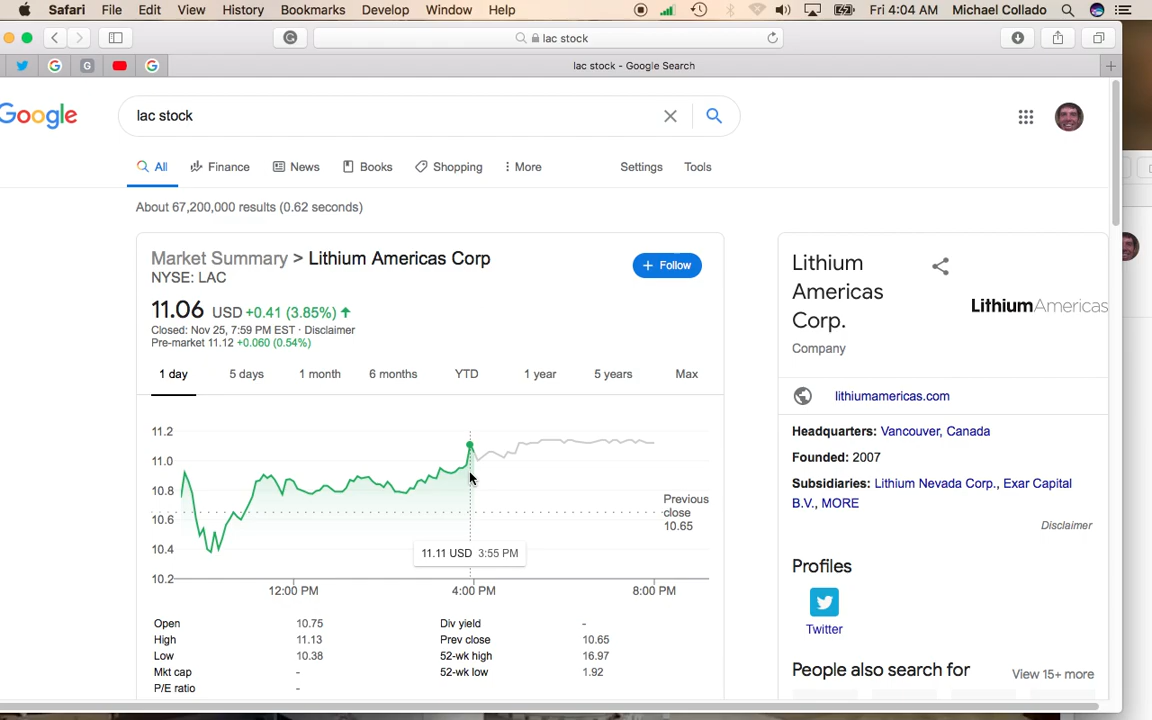 Safari File Edit View History Bookmarks Develop Window Help Fri 4:04 AM Michael Collado
lac stock
lac stock - Google Search
Google
lac stock
All Finance News Books Shopping More Settings Tools
About 67,200,000 results (0.62 seconds)
Market Summary > Lithium Americas Corp
NYSE: LAC
+ Follow
11.06 USD +0.41 (3.85%)
Closed: Nov 25, 7:59 PM EST · Disclaimer
Pre-market 11.12 +0.060 (0.54%)
1 day 5 days 1 month 6 months YTD 1 year 5 years Max
11.2
11.0
10.8
10.6
10.4
10.2
Previous
close
10.65
11.11 USD 3:55 PM
12:00 PM 4:00 PM 8:00 PM
Open 10.75 Div yield -
High 11.13 Prev close 10.65
Low 10.38 52-wk high 16.97
Mkt cap - 52-wk low 1.92
P/E ratio -
Lithium
Americas
Corp.
Company
LithiumAmericas
lithiumamericas.com
Headquarters: Vancouver, Canada
Founded: 2007
Subsidiaries: Lithium Nevada Corp., Exar Capital
B.V., MORE
Disclaimer
Profiles
Twitter
People also search for View 15+ more